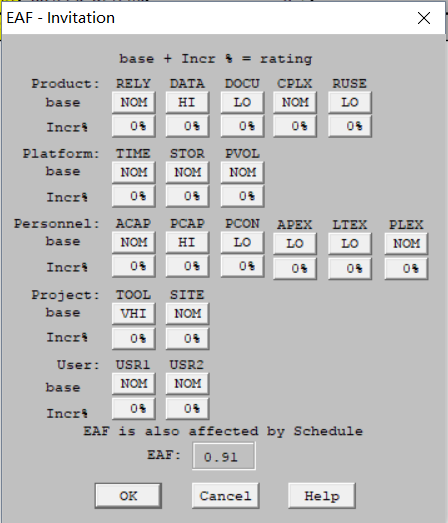 EAF - Invitation
base + Incr % = rating
Product: RELY DATA DOCU CPLX RUSE
base NOM HI LO NOM LO
Incr% 0% 0% 0% 0% 0%
Platform: TIME STOR PVOL
base NOM NOM NOM
Incr% 0% 0% 0%
Personnel: ACAP PCAP PCON APEX LTEX PLEX
base NOM HI LO LO LO NOM
Incr% 0% 0% 0% 0% 0% 0%
Project: TOOL SITE
base VHI NOM
Incr% 0% 0%
User: USR1 USR2
base NOM NOM
Incr% 0% 0%
EAF is also affected by Schedule
EAF: 0.91
OK Cancel Help